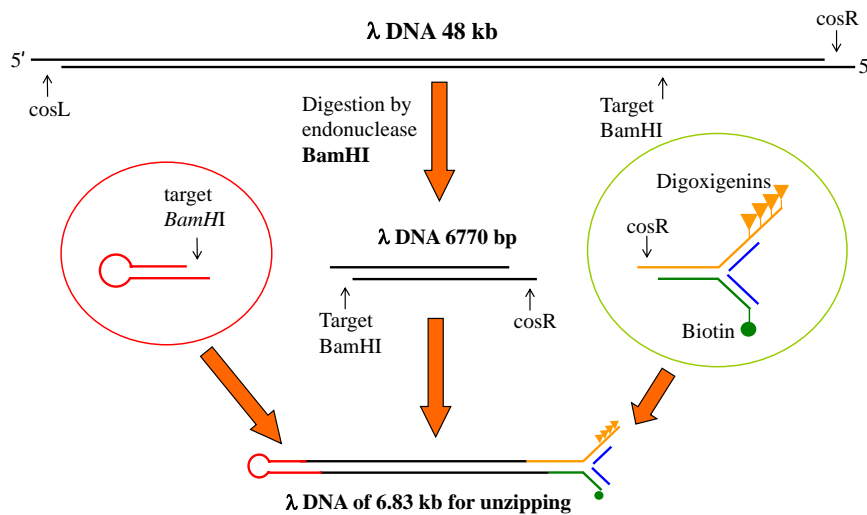 λ DNA 48 kb
cosR
5'
5'
cosL
Digestion by
endonuclease
BamHI
Target
BamHI
target
BamHI
λ DNA 6770 bp
Target
BamHI
cosR
Digoxigenins
cosR
Biotin
λ DNA of 6.83 kb for unzipping